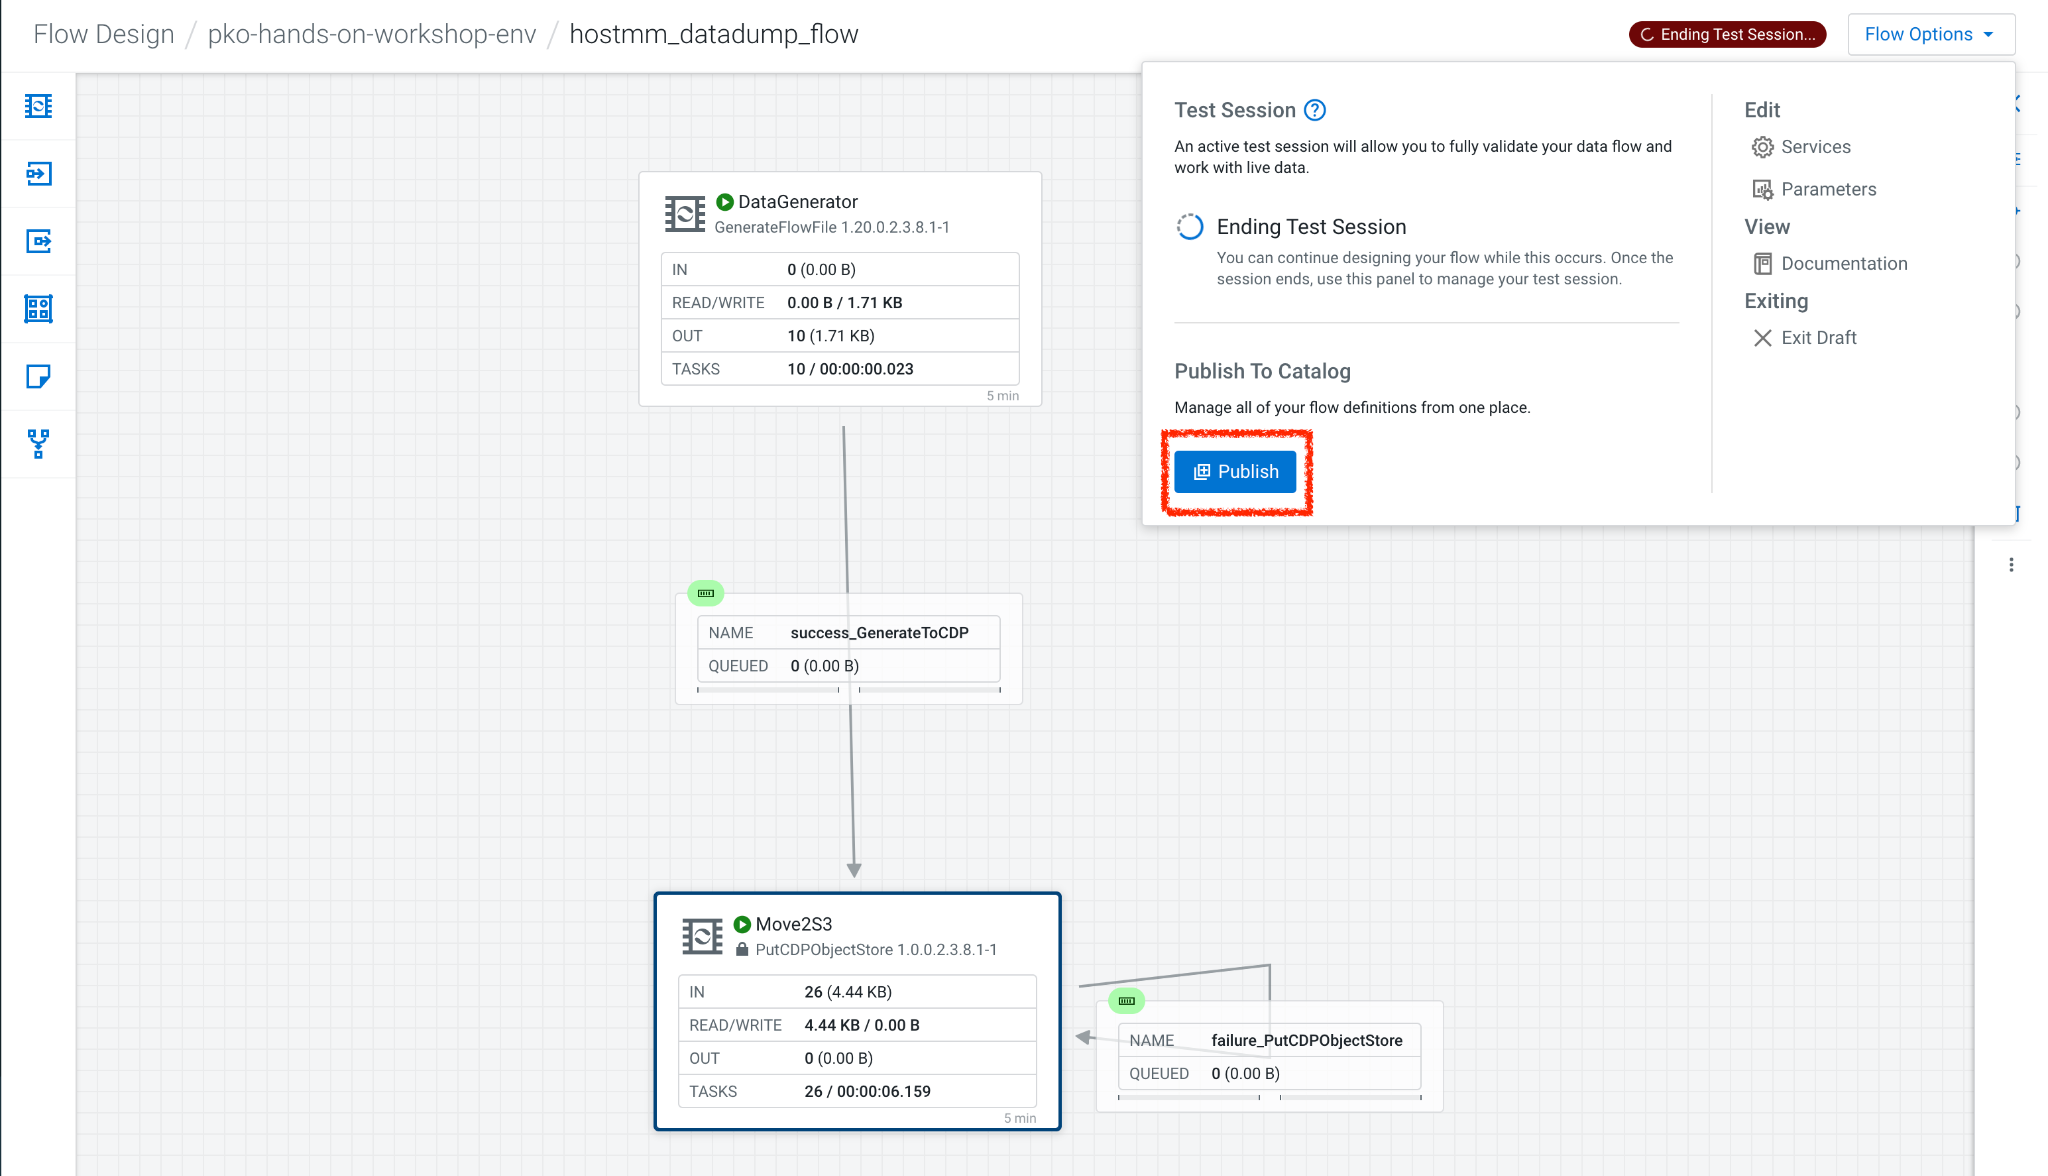 Flow Design / pko-hands-on-workshop-env / hostmm_datadump_flow
Ending Test Session...
Flow Options
Test Session
An active test session will allow you to fully validate your data flow and
work with live data.
Ending Test Session
You can continue designing your flow while this occurs. Once the
session ends, use this panel to manage your test session.
Publish To Catalog
Manage all of your flow definitions from one place.
Publish
Edit
Services
Parameters
View
Documentation
Exiting
Exit Draft
DataGenerator
GenerateFlowFile 1.20.0.2.3.8.1-1
IN 0 (0.00 B)
READ/WRITE 0.00 B / 1.71 KB
OUT 10 (1.71 KB)
TASKS 10 / 00:00:00.023
5 min
NAME success_GenerateToCDP
QUEUED 0 (0.00 B)
Move2S3
PutCDPObjectStore 1.0.0.2.3.8.1-1
IN 26 (4.44 KB)
READ/WRITE 4.44 KB / 0.00 B
OUT 0 (0.00 B)
TASKS 26 / 00:00:06.159
5 min
NAME failure_PutCDPObjectStore
QUEUED 0 (0.00 B)